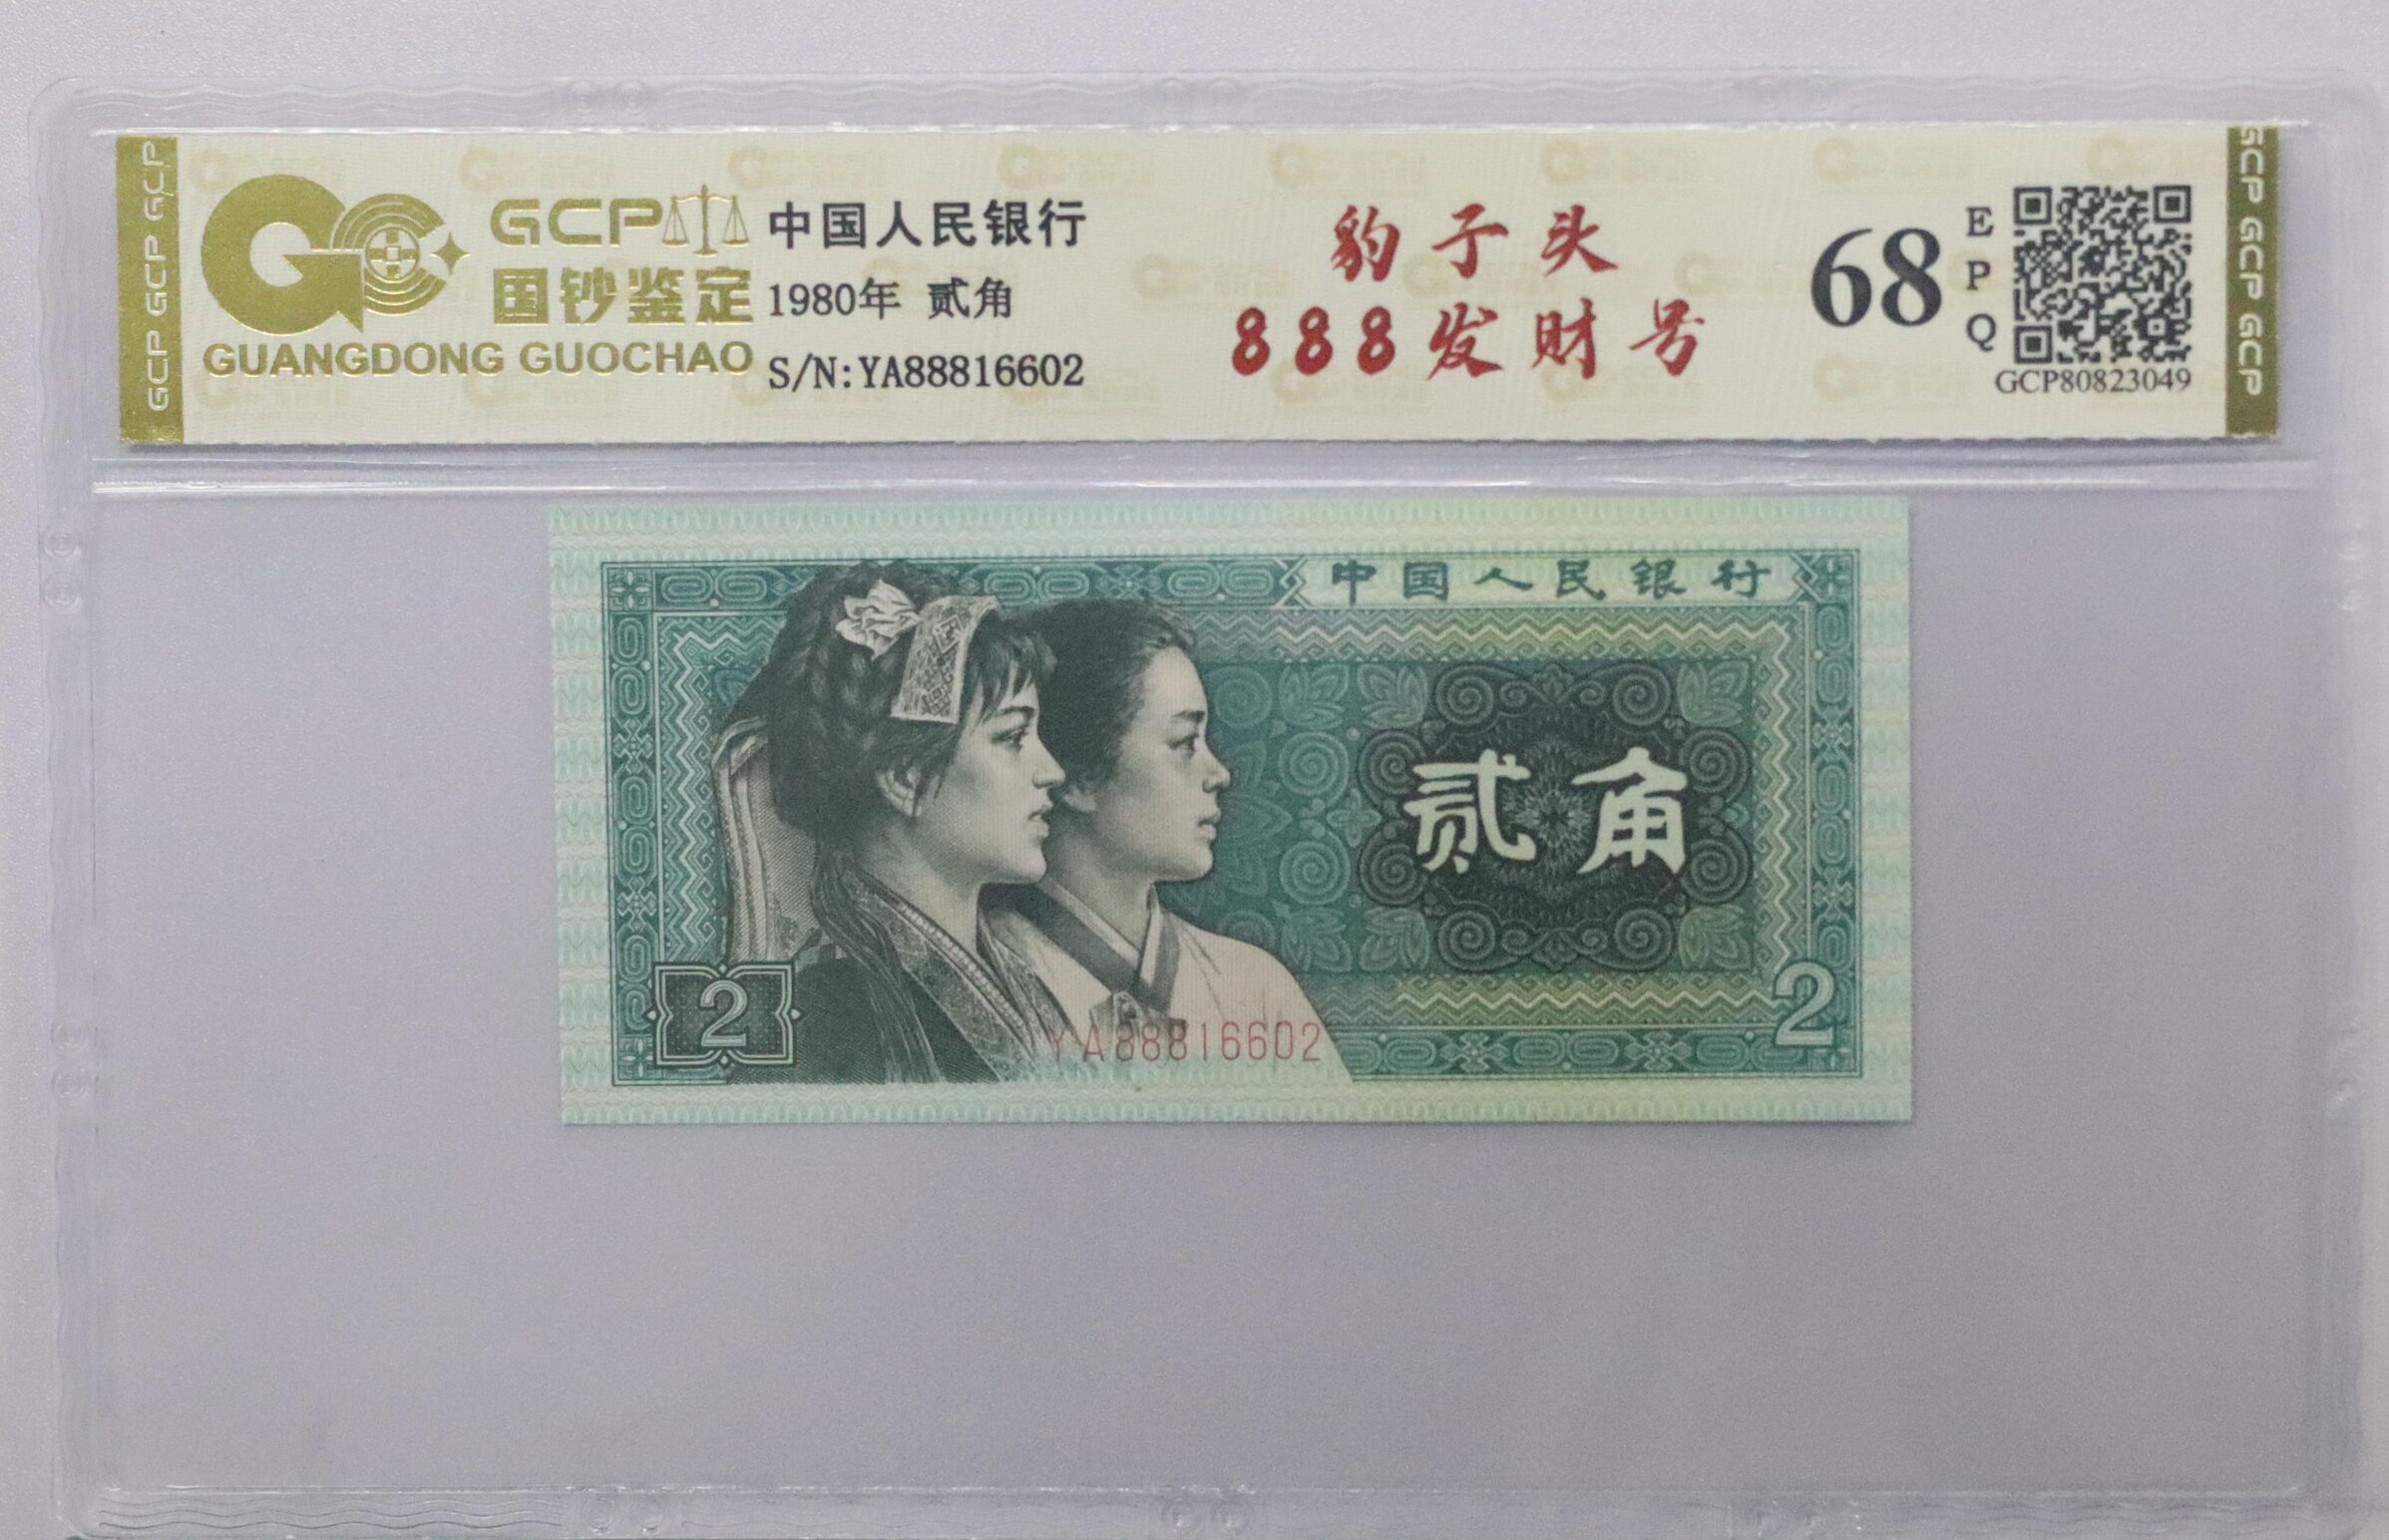 GCP GCP GCP
GCP
国钞鉴定
GUANGDONG GUOCHAO
中国人民银行
1980年 贰角
S/N:YA88816602
豹子头
888发财号
68
EPQ
GCP80823049
GCP GCP GCP
中国人民银行
贰角
2
YA88816602
2